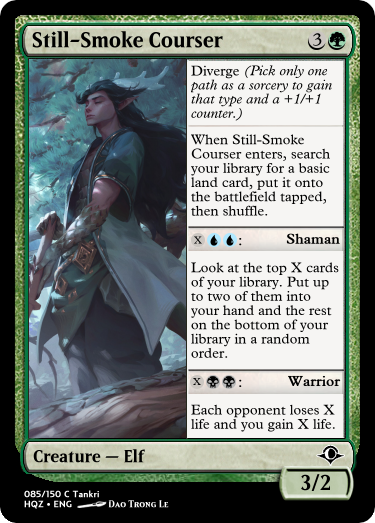 Still-Smoke Courser 3
Diverge (Pick only one
path as a sorcery to gain
that type and a +1/+1
counter.)
When Still-Smoke
Courser enters, search
your library for a basic
land card, put it onto
the battlefield tapped,
then shuffle.
X : Shaman
Look at the top X cards
of your library. Put up
to two of them into
your hand and the rest
on the bottom of your
library in a random
order.
X : Warrior
Each opponent loses X
life and you gain X life.
Creature — Elf
3/2
085/150 C Tankri
HQZ • ENG Dao Trong Le